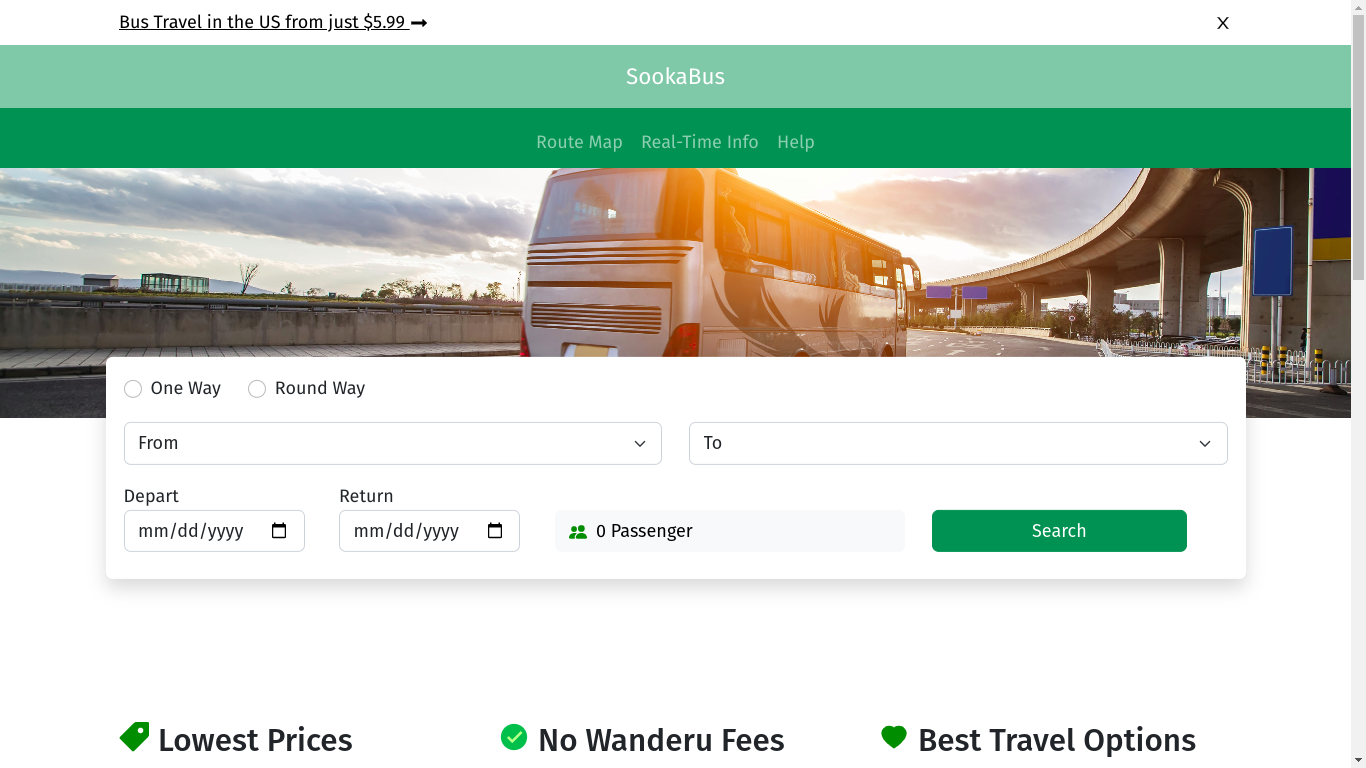 Bus Travel in the US from just $5.99 ➞
X
SookaBus
Route Map Real-Time Info Help
One Way Round Way
From To
Depart Return
mm/dd/yyyy mm/dd/yyyy 0 Passenger Search
Lowest Prices No Wanderu Fees Best Travel Options